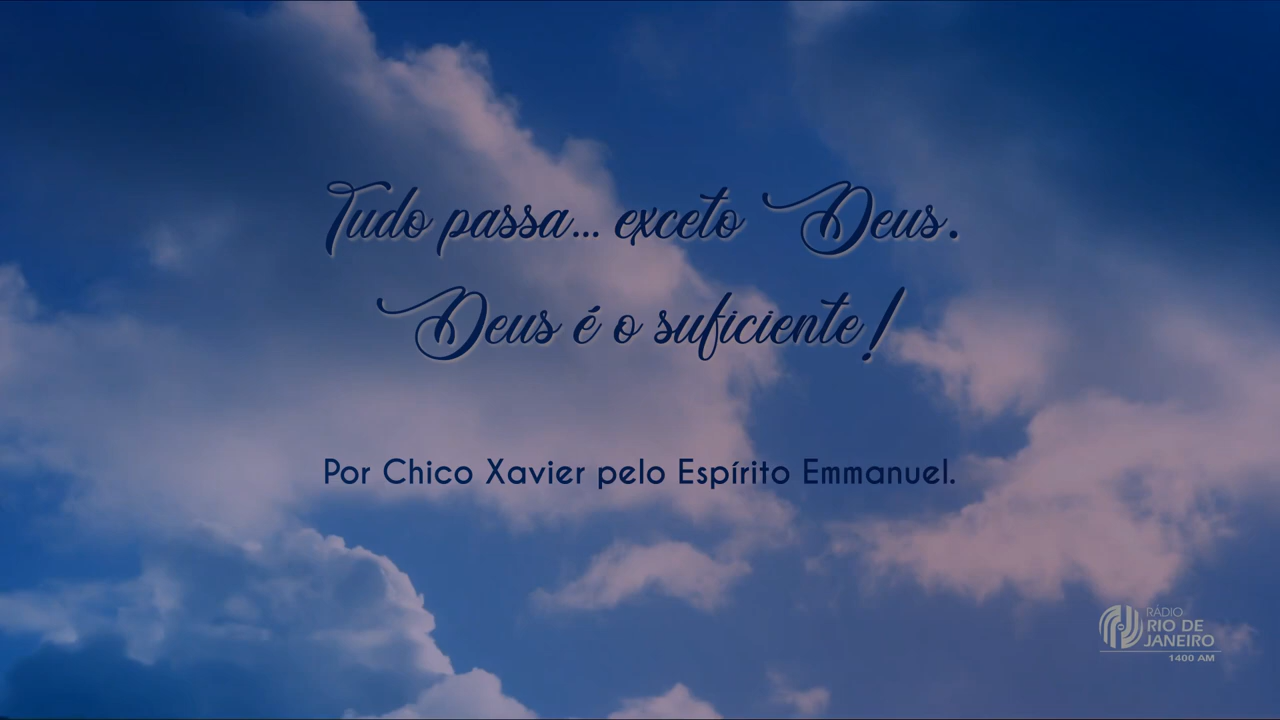 Tudo passa... exceto Deus.
Deus é o suficiente!
Por Chico Xavier pelo Espírito Emmanuel.
RÁDIO
RIO DE
JANEIRO
1400 AM